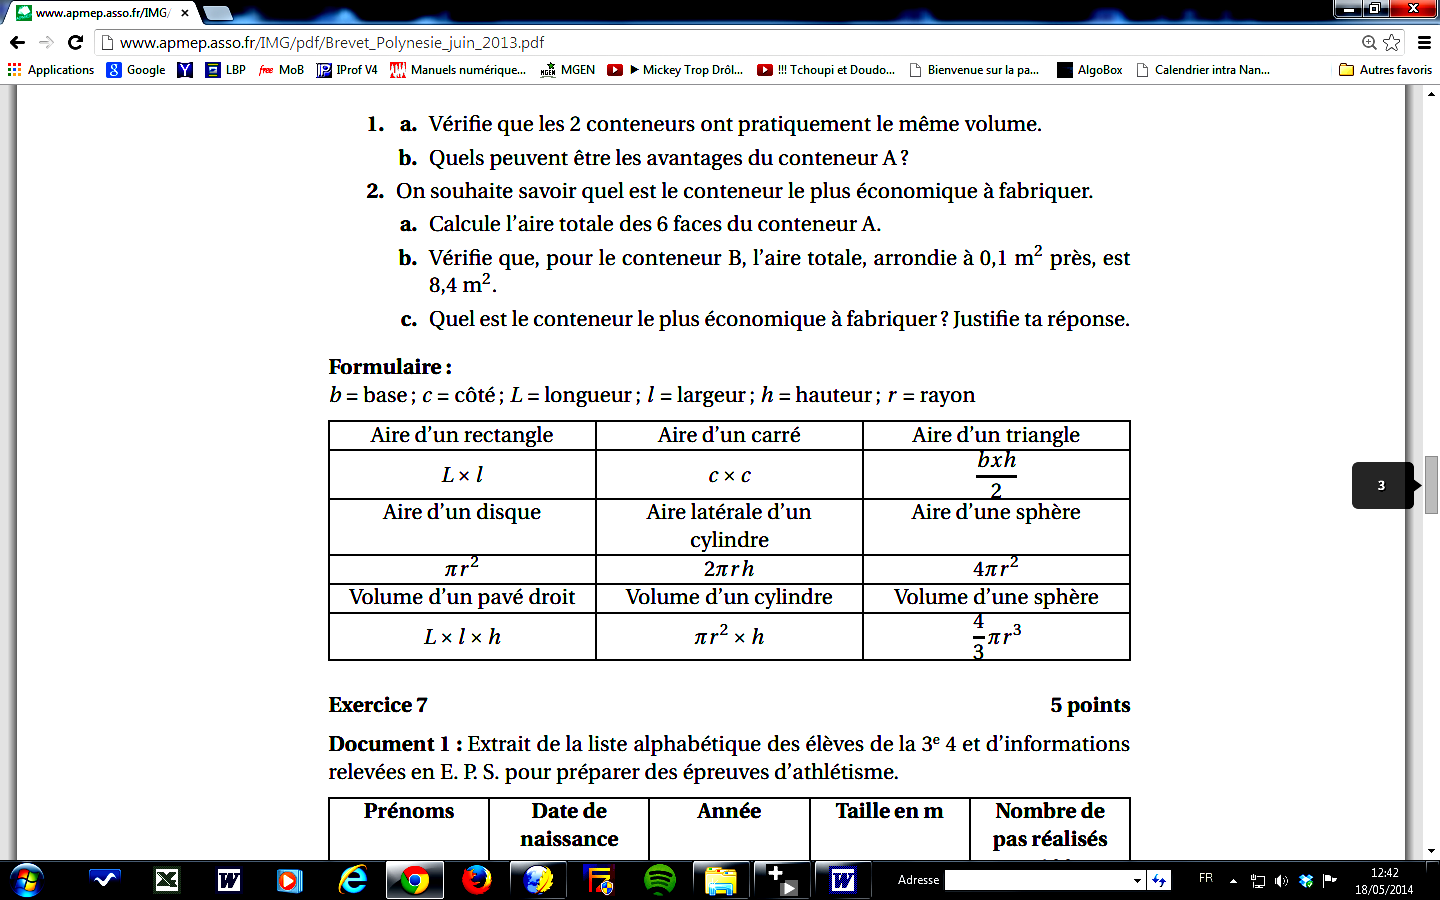 www.apmep.asso.fr/IMG/
www.apmep.asso.fr/IMG/pdf/Brevet_Polynesie_juin_2013.pdf
Applications Google LBP free MoB IProf V4 Manuels numérique... MGEN ► Mickey Trop Drôl... !!! Tchoupi et Doudo... Bienvenue sur la pa... AlgoBox Calendrier intra Nan... Autres favoris
1. a. Vérifie que les 2 conteneurs ont pratiquement le même volume.
b. Quels peuvent être les avantages du conteneur A ?
2. On souhaite savoir quel est le conteneur le plus économique à fabriquer.
a. Calcule l'aire totale des 6 faces du conteneur A.
b. Vérifie que, pour le conteneur B, l'aire totale, arrondie à 0,1 m² près, est
8,4 m².
c. Quel est le conteneur le plus économique à fabriquer ? Justifie ta réponse.
Formulaire :
b = base ; c = côté ; L = longueur ; l = largeur ; h = hauteur ; r = rayon
Aire d'un rectangle Aire d'un carré Aire d'un triangle
L × l c × c bxh/2
Aire d'un disque Aire latérale d'un Aire d'une sphère
cylindre
πr² 2πrh 4πr²
Volume d'un pavé droit Volume d'un cylindre Volume d'une sphère
L × l × h πr² × h 4/3 πr³
3
Exercice 7 5 points
Document 1 : Extrait de la liste alphabétique des élèves de la 3ᵉ 4 et d'informations
relevées en E. P. S. pour préparer des épreuves d'athlétisme.
Prénoms Date de Année Taille en m Nombre de
naissance pas réalisés
Adresse FR 12:42
18/05/2014